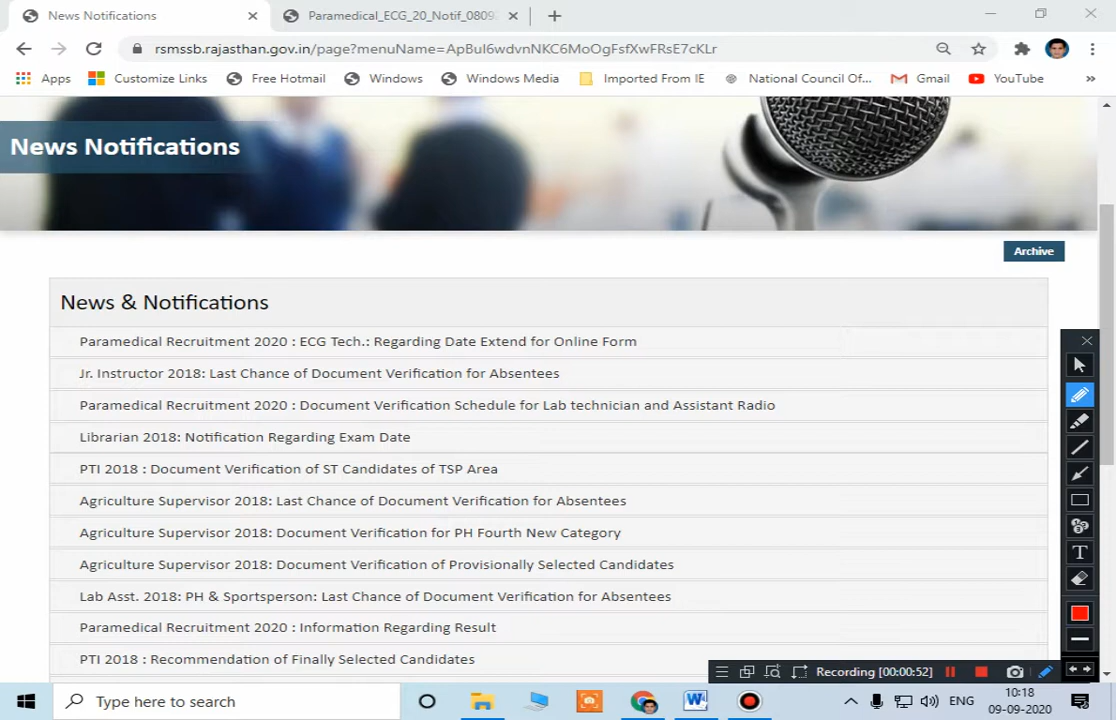 News Notifications
Paramedical_ECG_20_Notif_0809
rsmssb.rajasthan.gov.in/page?menuName=ApBuI6wdvnNKC6MoOgFsfXwFRsE7cKLr
Apps Customize Links Free Hotmail Windows Windows Media Imported From IE National Council Of... Gmail YouTube »
News Notifications
Archive
News & Notifications
Paramedical Recruitment 2020 : ECG Tech.: Regarding Date Extend for Online Form
Jr. Instructor 2018: Last Chance of Document Verification for Absentees
Paramedical Recruitment 2020 : Document Verification Schedule for Lab technician and Assistant Radio
Librarian 2018: Notification Regarding Exam Date
PTI 2018 : Document Verification of ST Candidates of TSP Area
Agriculture Supervisor 2018: Last Chance of Document Verification for Absentees
Agriculture Supervisor 2018: Document Verification for PH Fourth New Category
Agriculture Supervisor 2018: Document Verification of Provisionally Selected Candidates
Lab Asst. 2018: PH & Sportsperson: Last Chance of Document Verification for Absentees
Paramedical Recruitment 2020 : Information Regarding Result
PTI 2018 : Recommendation of Finally Selected Candidates
T
Recording [00:00:52]
Type here to search
ENG
10:18
09-09-2020